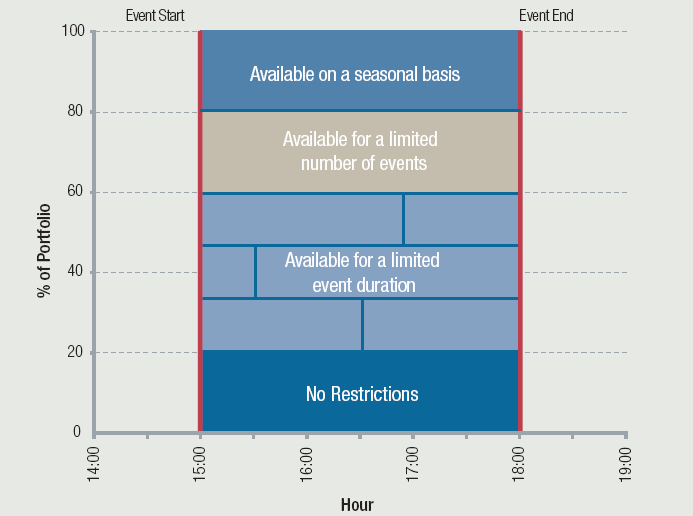 Event Start
Event End
100
80
60
40
20
0
% of Portfolio
Available on a seasonal basis
Available for a limited
number of events
Available for a limited
event duration
No Restrictions
14:00
15:00
16:00
17:00
18:00
19:00
Hour